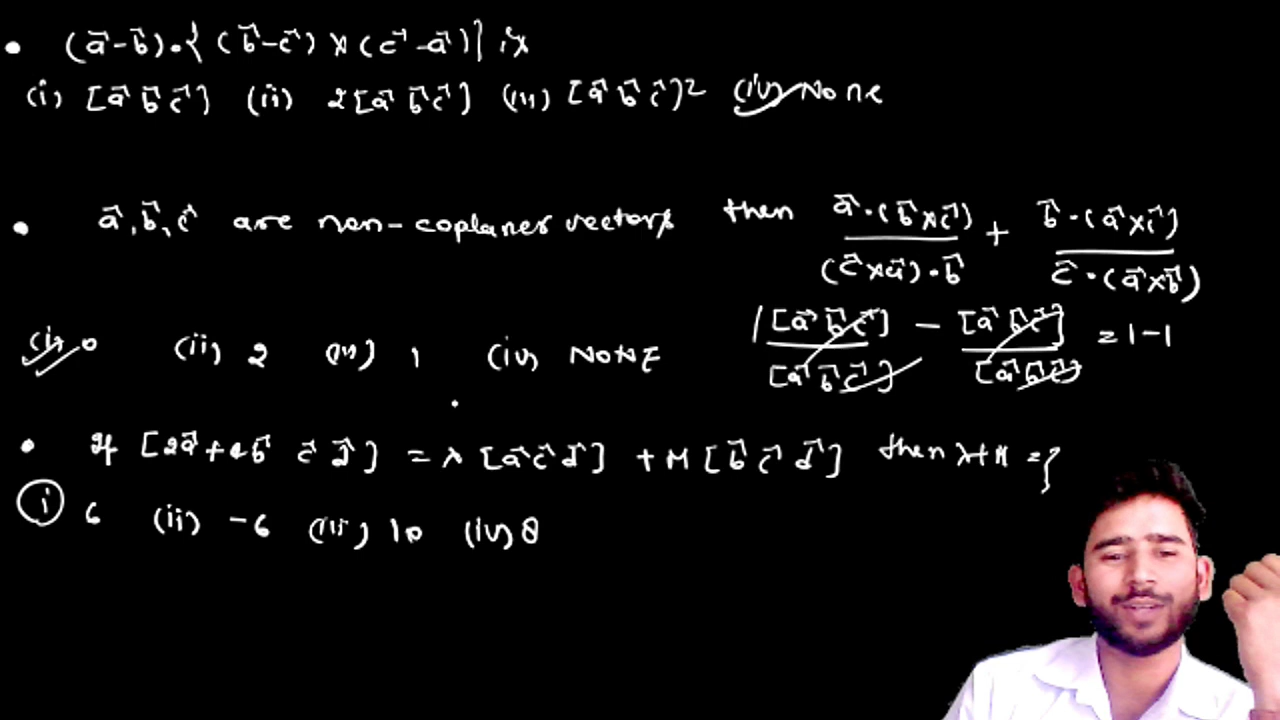 • (a⃗-b⃗)·{(b⃗-c⃗)×(c⃗-a⃗)} is
(i) [a⃗ b⃗ c⃗] (ii) 2[a⃗ b⃗ c⃗] (iii) [a⃗ b⃗ c⃗]² (iv) None
• a⃗, b⃗, c⃗ are non-coplaner vectors then a⃗·(b⃗×c⃗)/(c⃗×a⃗)·b⃗ + b⃗·(a⃗×c⃗)/c⃗·(a⃗×b⃗)
[a⃗ b⃗ c⃗]/[a⃗ b⃗ c⃗] - [a⃗ b⃗ c⃗]/[a⃗ b⃗ c⃗] = 1-1
(i) 0 (ii) 2 (iii) 1 (iv) NONE
• If [2a⃗+4b⃗ c⃗ d⃗] = λ[a⃗ c⃗ d⃗] + M[b⃗ c⃗ d⃗] then λ+M = ?
(i) 6 (ii) -6 (iii) 10 (iv) 8